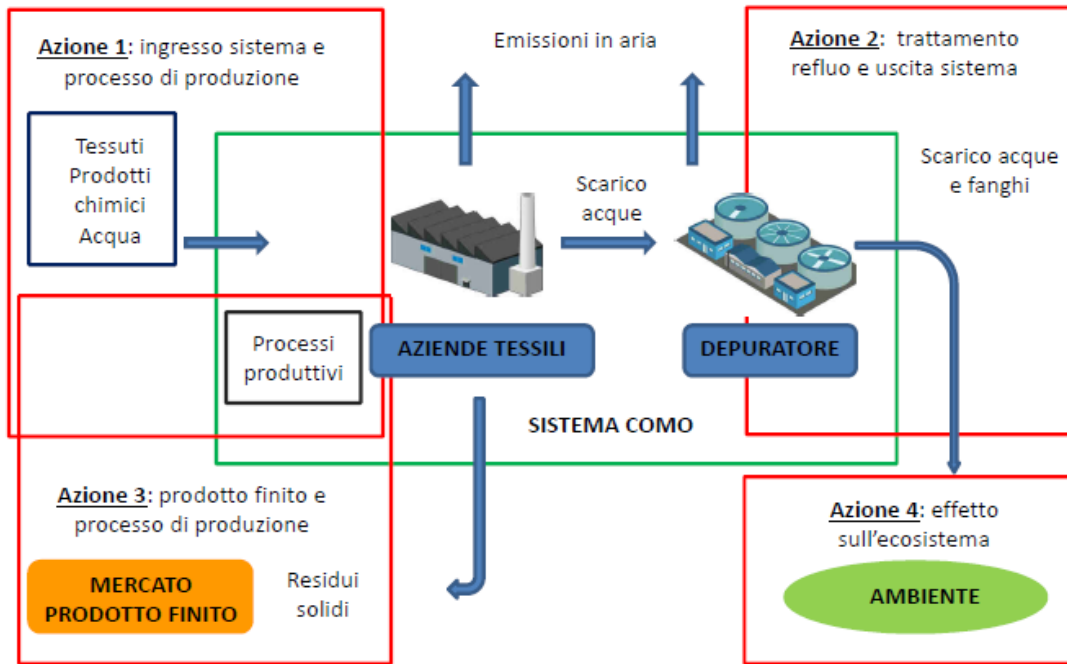 Azione 1: ingresso sistema e
processo di produzione
Emissioni in aria
Azione 2: trattamento
refluo e uscita sistema
Tessuti
Prodotti
chimici
Acqua
Scarico
acque
Scarico acque
e fanghi
Processi
produttivi
AZIENDE TESSILI
DEPURATORE
SISTEMA COMO
Azione 3: prodotto finito e
processo di produzione
MERCATO
PRODOTTO FINITO
Residui
solidi
Azione 4: effetto
sull'ecosistema
AMBIENTE